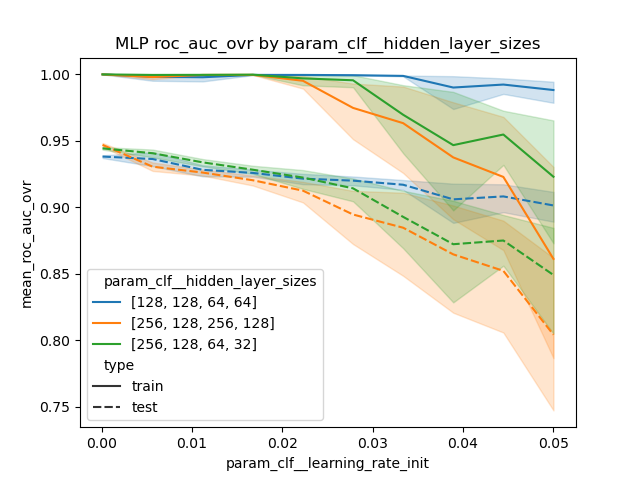 MLP roc_auc_ovr by param_clf__hidden_layer_sizes
mean_roc_auc_ovr
1.00
0.95
0.90
0.85
0.80
0.75
param_clf__hidden_layer_sizes
[128, 128, 64, 64]
[256, 128, 256, 128]
[256, 128, 64, 32]
type
train
test
0.00 0.01 0.02 0.03 0.04 0.05
param_clf__learning_rate_init